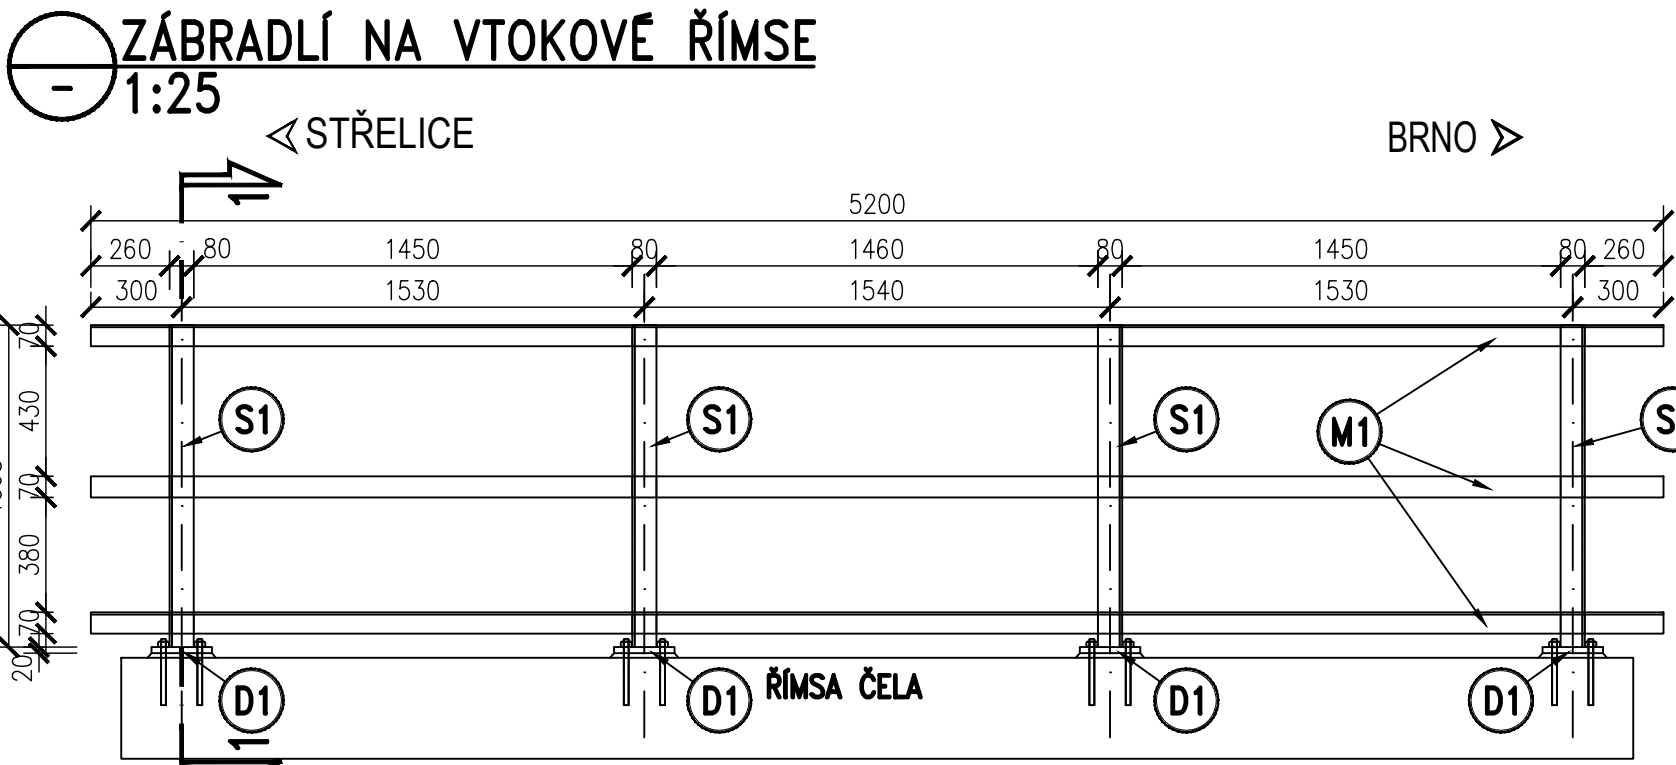 ZÁBRADLÍ NA VTOKOVÉ ŘÍMSE
-
1:25
STŘELICE
BRNO
1
5200
260 80 1450 80 1460 80 1450 80 260
300 1530 1540 1530 300
70
430
70
380
70
20
S1 S1 S1 S
M1
ŘÍMSA ČELA
D1 D1 D1 D1
1